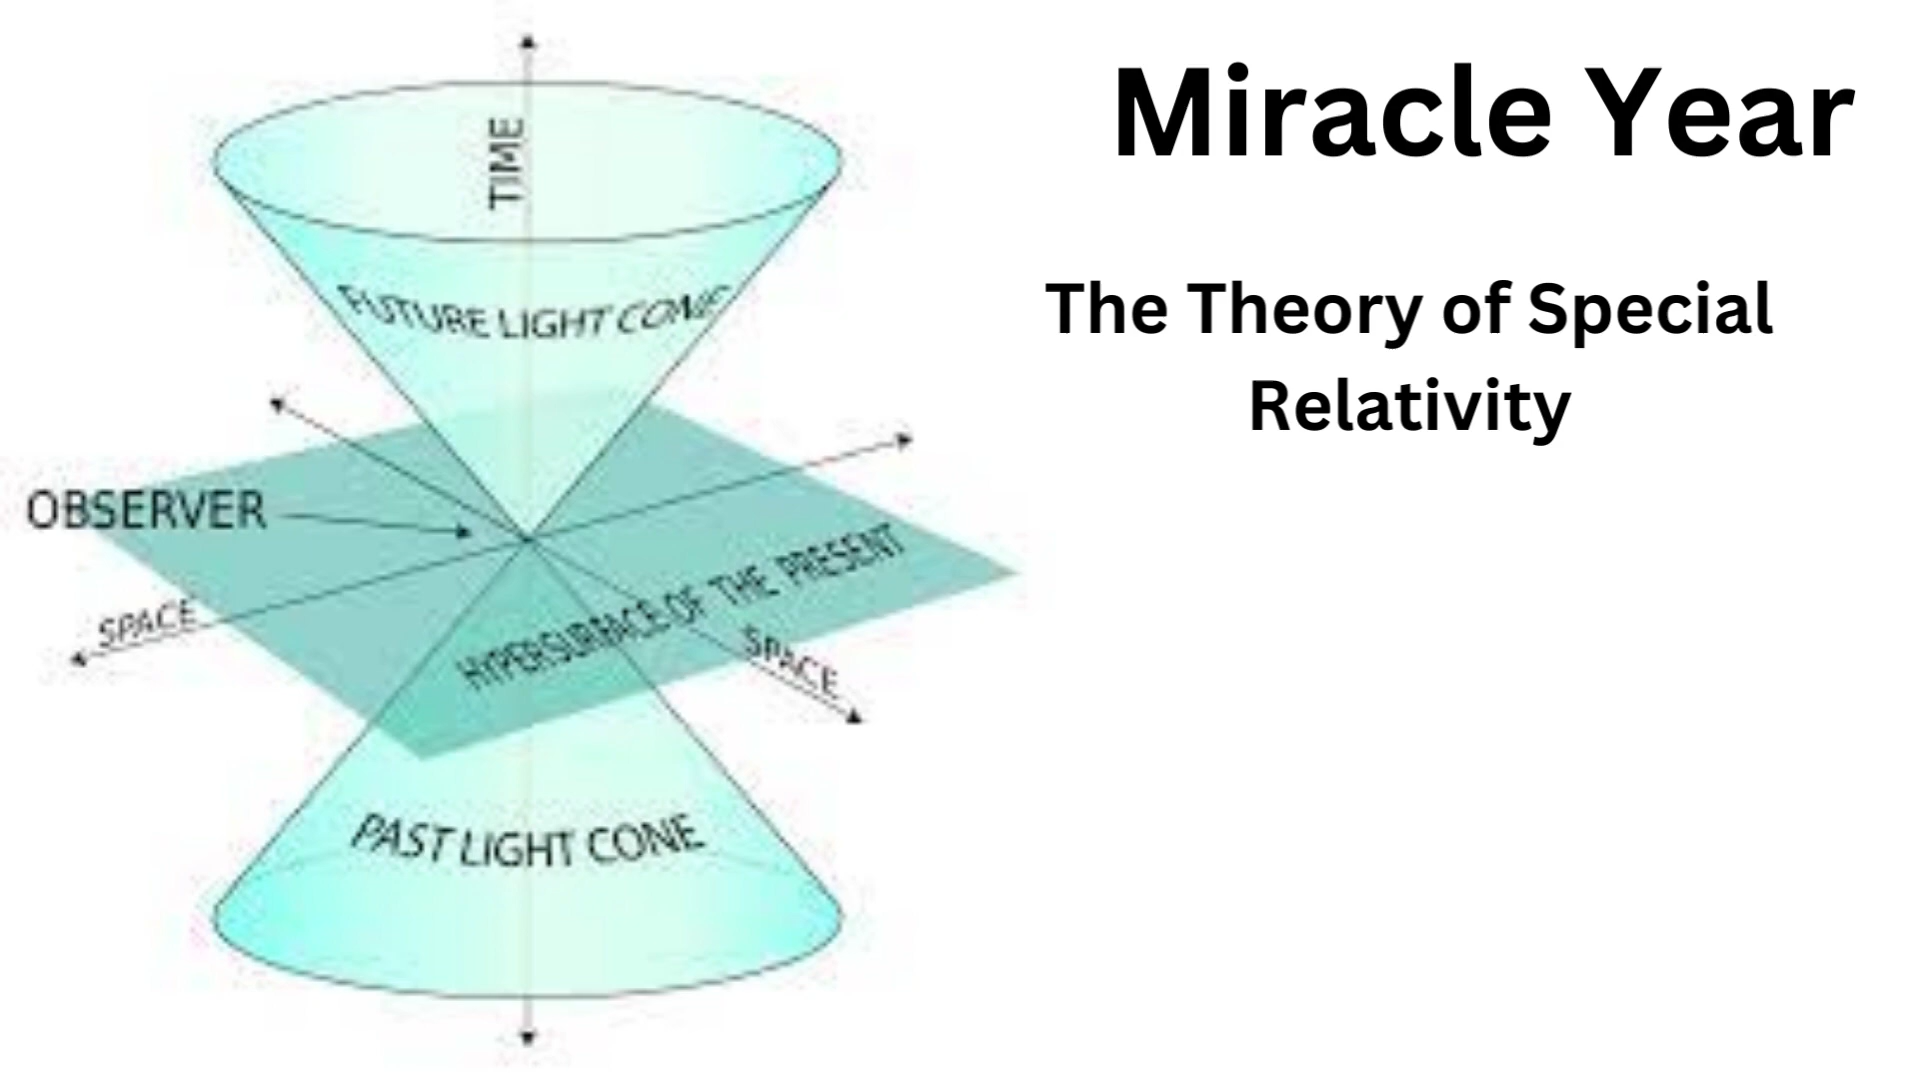 Miracle Year
The Theory of Special
Relativity
TIME
FUTURE LIGHT CONE
OBSERVER
SPACE
HYPERSURFACE OF THE PRESENT
SPACE
PAST LIGHT CONE